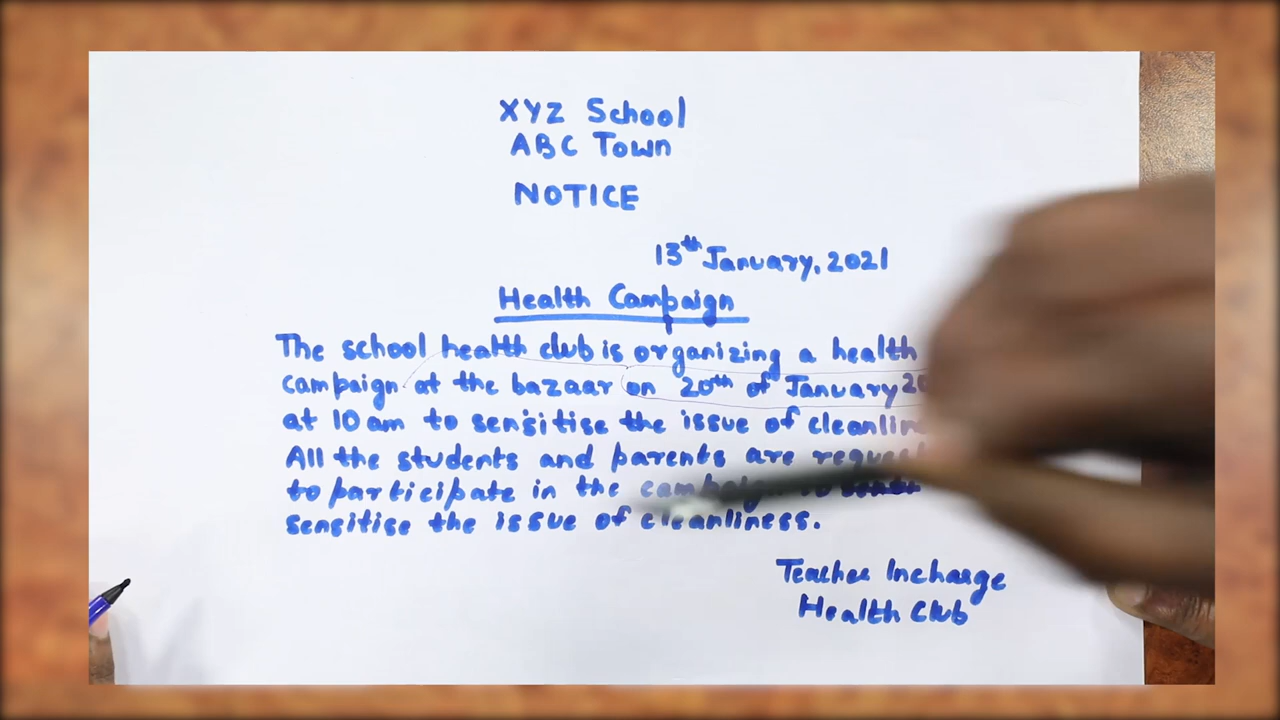 XYZ School
ABC Town
NOTICE
13th January, 2021
Health Campaign
The school health club is organizing a health
campaign at the bazaar on 20th of January
at 10 am to sensitise the issue of
All the students and parents are
to participate in the
sensitise the issue of cleanliness.
Teacher Incharge
Health Club